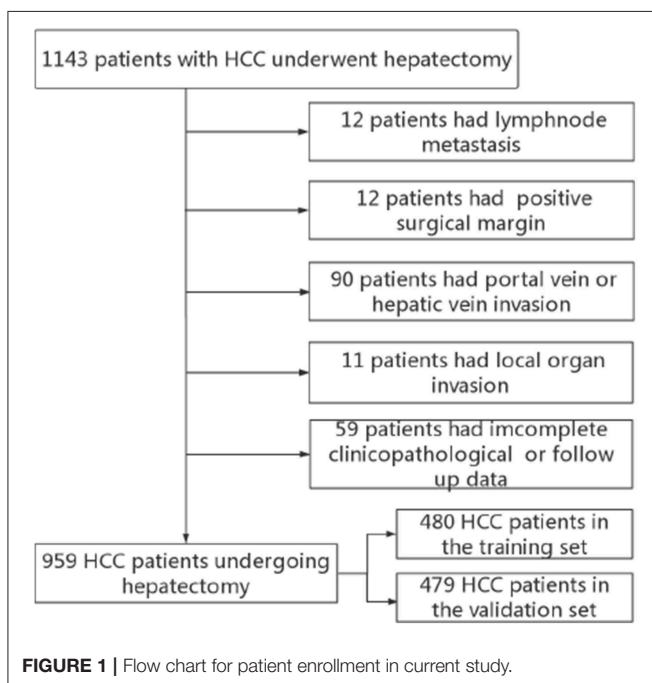 1143 patients with HCC underwent hepatectomy
12 patients had lymphnode
metastasis
12 patients had positive
surgical margin
90 patients had portal vein or
hepatic vein invasion
11 patients had local organ
invasion
59 patients had imcomplete
clinicopathological or follow
up data
959 HCC patients undergoing
hepatectomy
480 HCC patients in
the training set
479 HCC patients in
the validation set
FIGURE 1 | Flow chart for patient enrollment in current study.